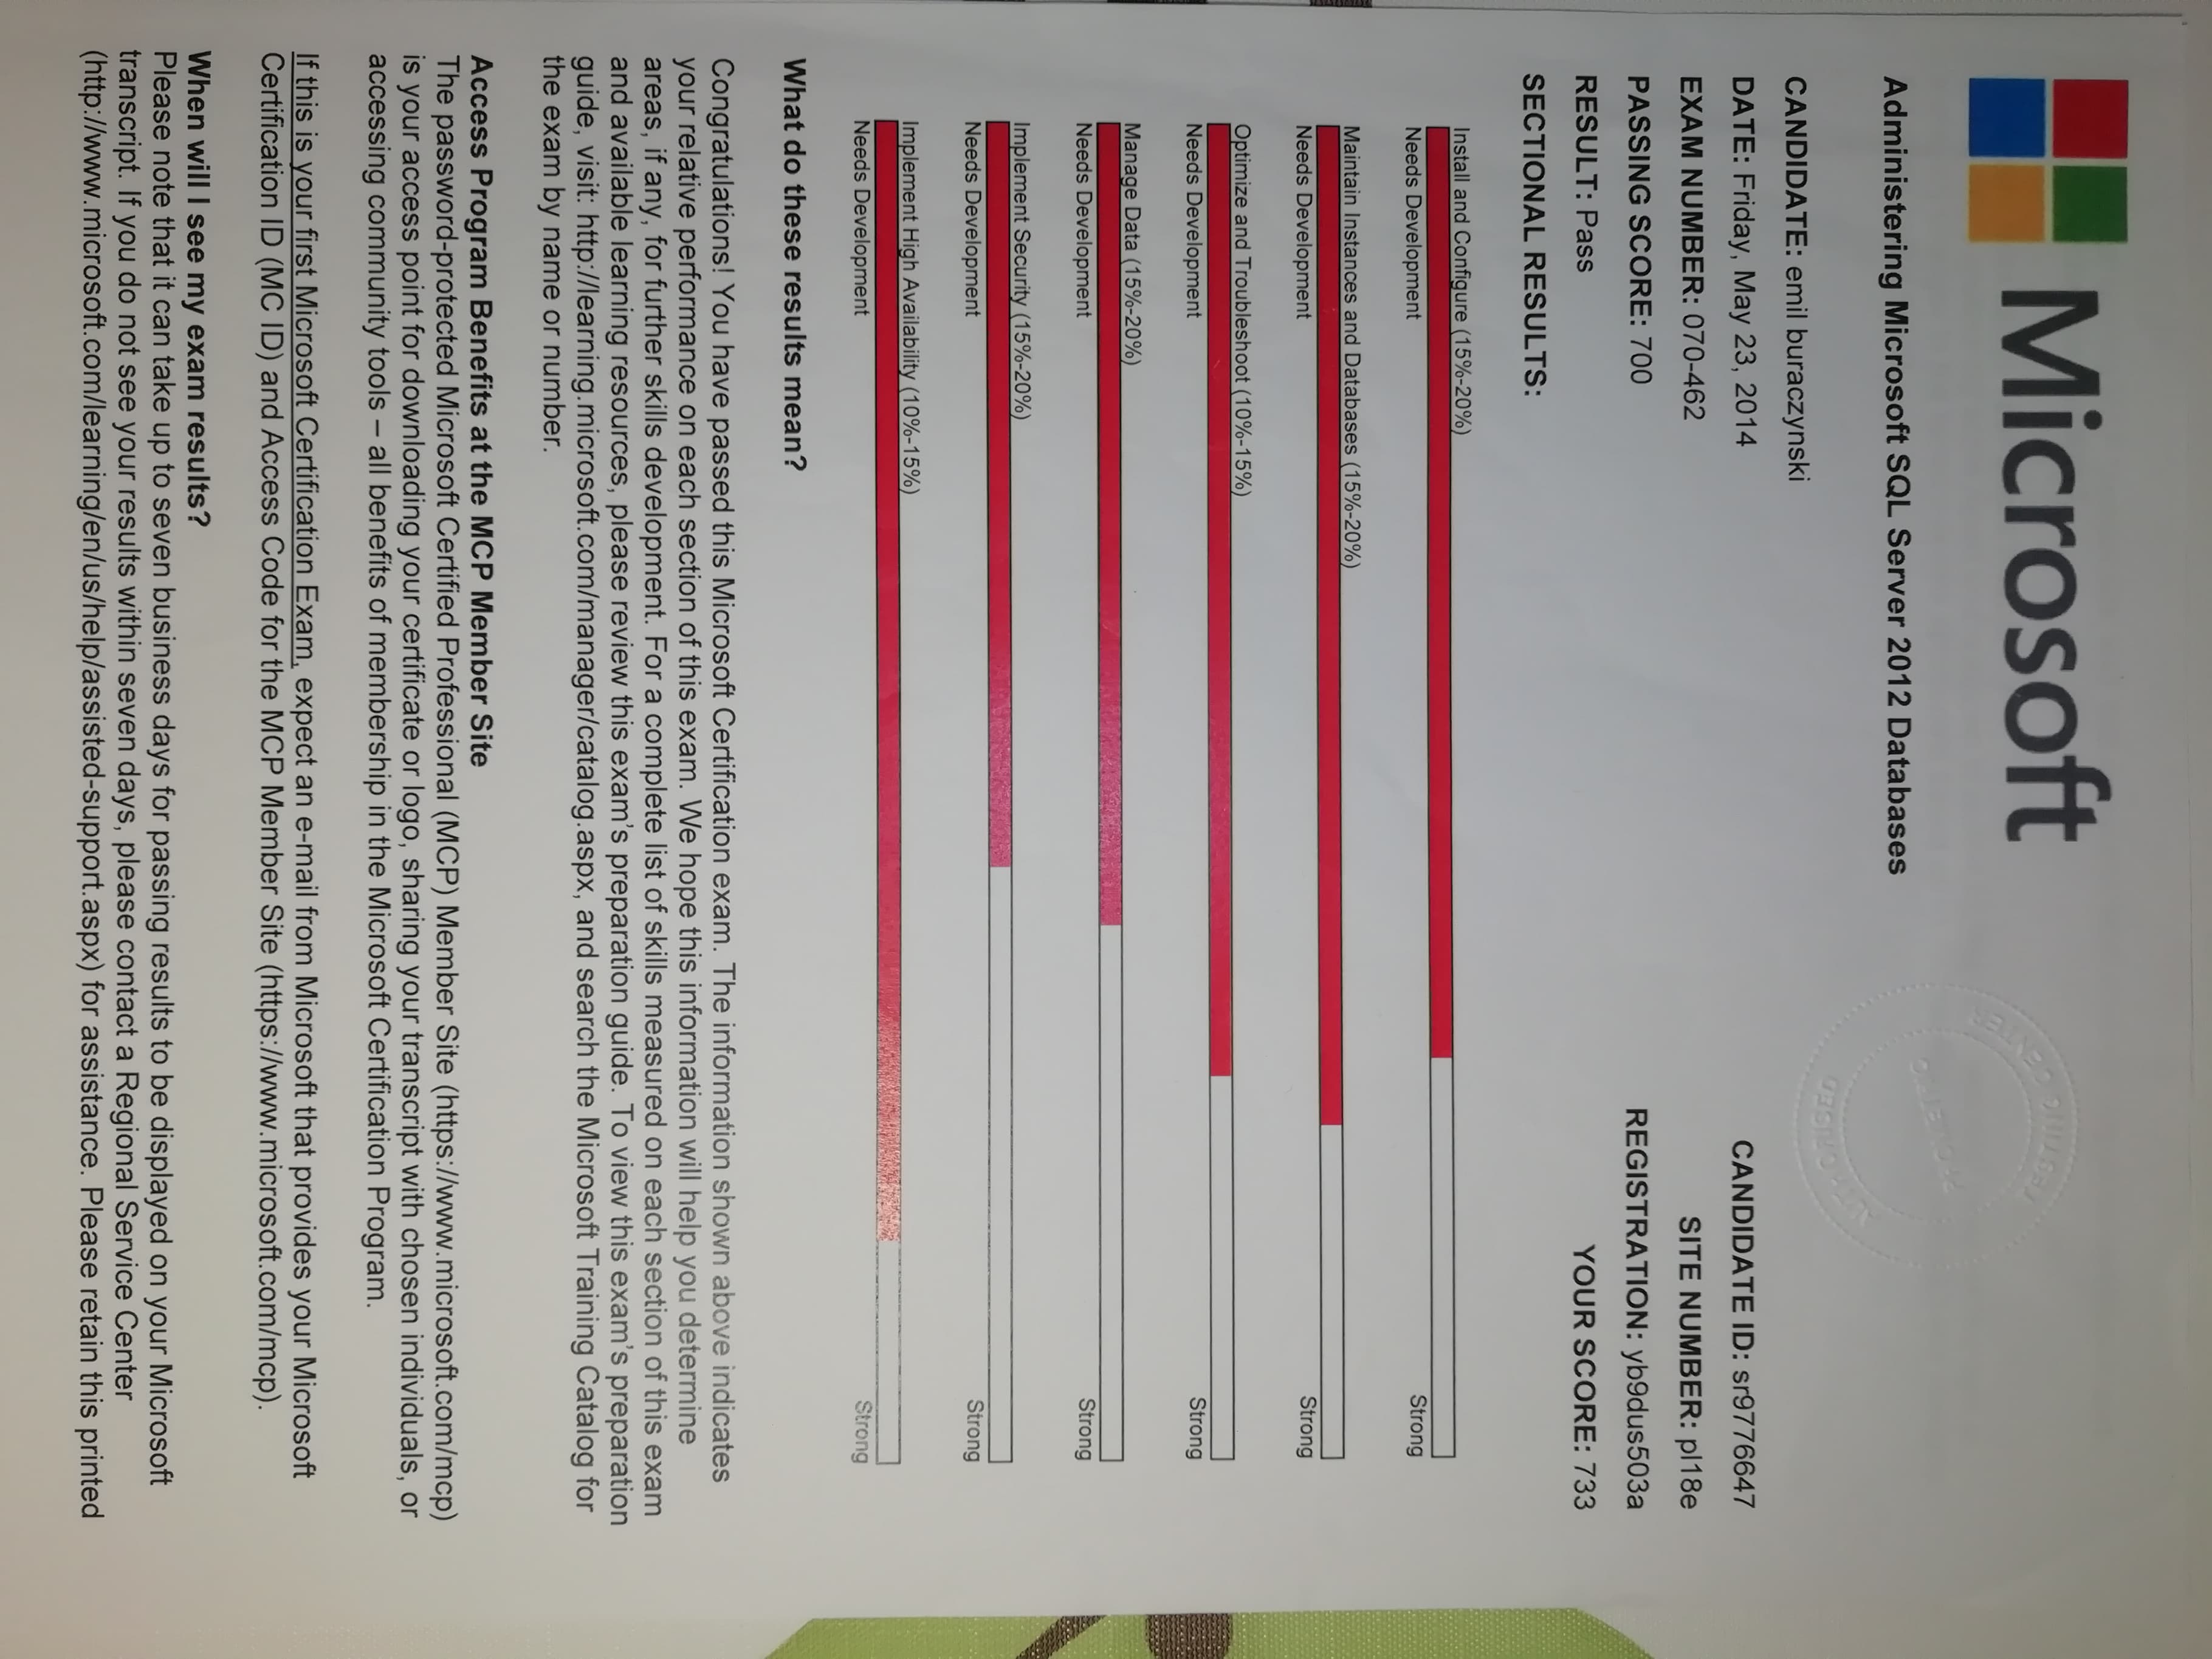 Microsoft
TESTING CENTER
PROMETRIC
AUTHORISED
Administering Microsoft SQL Server 2012 Databases
CANDIDATE: emil buraczynski
DATE: Friday, May 23, 2014
CANDIDATE ID: sr9776647
EXAM NUMBER: 070-462
SITE NUMBER: pl18e
PASSING SCORE: 700
REGISTRATION: yb9dus503a
RESULT: Pass
YOUR SCORE: 733
SECTIONAL RESULTS:
Install and Configure (15%-20%)
Needs Development
Strong
Maintain Instances and Databases (15%-20%)
Needs Development
Strong
Optimize and Troubleshoot (10%-15%)
Needs Development
Strong
Manage Data (15%-20%)
Needs Development
Strong
Implement Security (15%-20%)
Needs Development
Strong
Implement High Availability (10%-15%)
Needs Development
Strong
What do these results mean?
Congratulations! You have passed this Microsoft Certification exam. The information shown above indicates
your relative performance on each section of this exam. We hope this information will help you determine
areas, if any, for further skills development. For a complete list of skills measured on each section of this exam
and available learning resources, please review this exam's preparation guide. To view this exam's preparation
guide, visit: http://learning.microsoft.com/manager/catalog.aspx, and search the Microsoft Training Catalog for
the exam by name or number.
Access Program Benefits at the MCP Member Site
The password-protected Microsoft Certified Professional (MCP) Member Site (https://www.microsoft.com/mcp)
is your access point for downloading your certificate or logo, sharing your transcript with chosen individuals, or
accessing community tools – all benefits of membership in the Microsoft Certification Program.
If this is your first Microsoft Certification Exam, expect an e-mail from Microsoft that provides your Microsoft
Certification ID (MC ID) and Access Code for the MCP Member Site (https://www.microsoft.com/mcp).
When will I see my exam results?
Please note that it can take up to seven business days for passing results to be displayed on your Microsoft
transcript. If you do not see your results within seven days, please contact a Regional Service Center
(http://www.microsoft.com/learning/en/us/help/assisted-support.aspx) for assistance. Please retain this printed